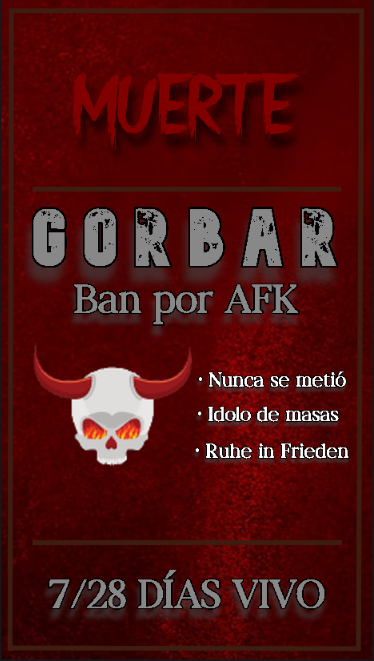 MUERTE
GORBAR
Ban por AFK
· Nunca se metió
· Idolo de masas
· Ruhe in Frieden
7/28 DÍAS VIVO